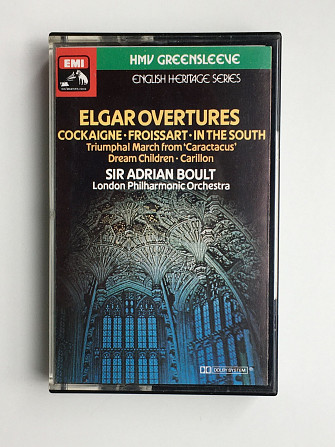 EMI
HMV GREENSLEEVE
ENGLISH HERITAGE SERIES
ELGAR OVERTURES
COCKAIGNE · FROISSART · IN THE SOUTH
Triumphal March from 'Caractacus'
Dream Children · Carillon
SIR ADRIAN BOULT
London Philharmonic Orchestra
DOLBY SYSTEM